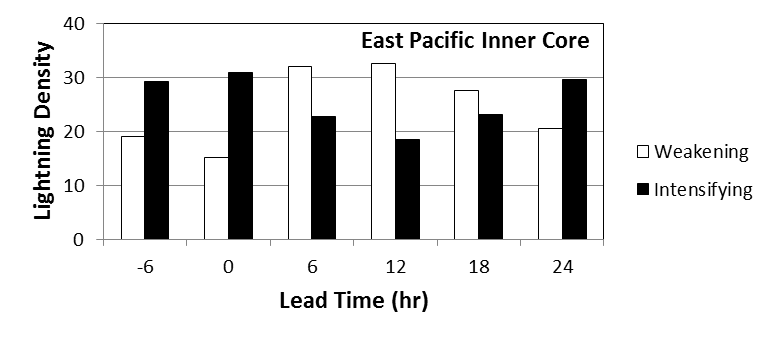 East Pacific Inner Core
Lightning Density
40
30
20
10
0
-6 0 6 12 18 24
Lead Time (hr)
Weakening
Intensifying